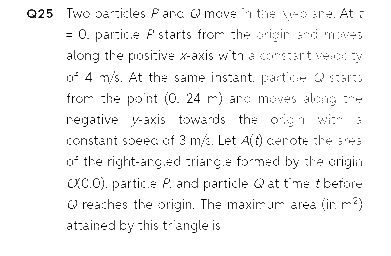 Q25 Two particles P and Q move in the xy-plane. At t
= 0, particle P starts from the origin and moves
along the positive x-axis with a constant velocity
of 4 m/s. At the same instant, particle Q starts
from the point (0, 24 m) and moves along the
negative y-axis towards the origin with a
constant speed of 3 m/s. Let A(t) denote the area
of the right-angled triangle formed by the origin
O(0,0), particle P, and particle Q at time t before
Q reaches the origin. The maximum area (in m²)
attained by this triangle is